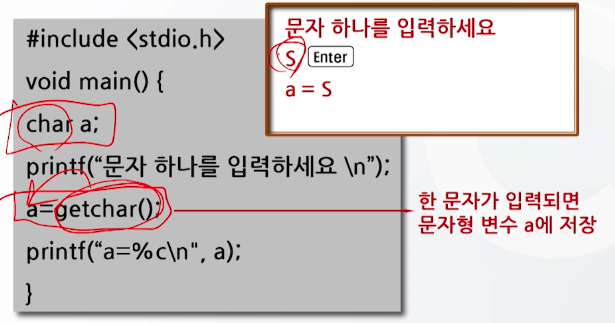 #include <stdio.h>
void main() {
char a;
printf(“문자 하나를 입력하세요 \n”);
a=getchar();
printf(“a=%c\n", a);
}
문자 하나를 입력하세요
S Enter
a = S
한 문자가 입력되면
문자형 변수 a에 저장